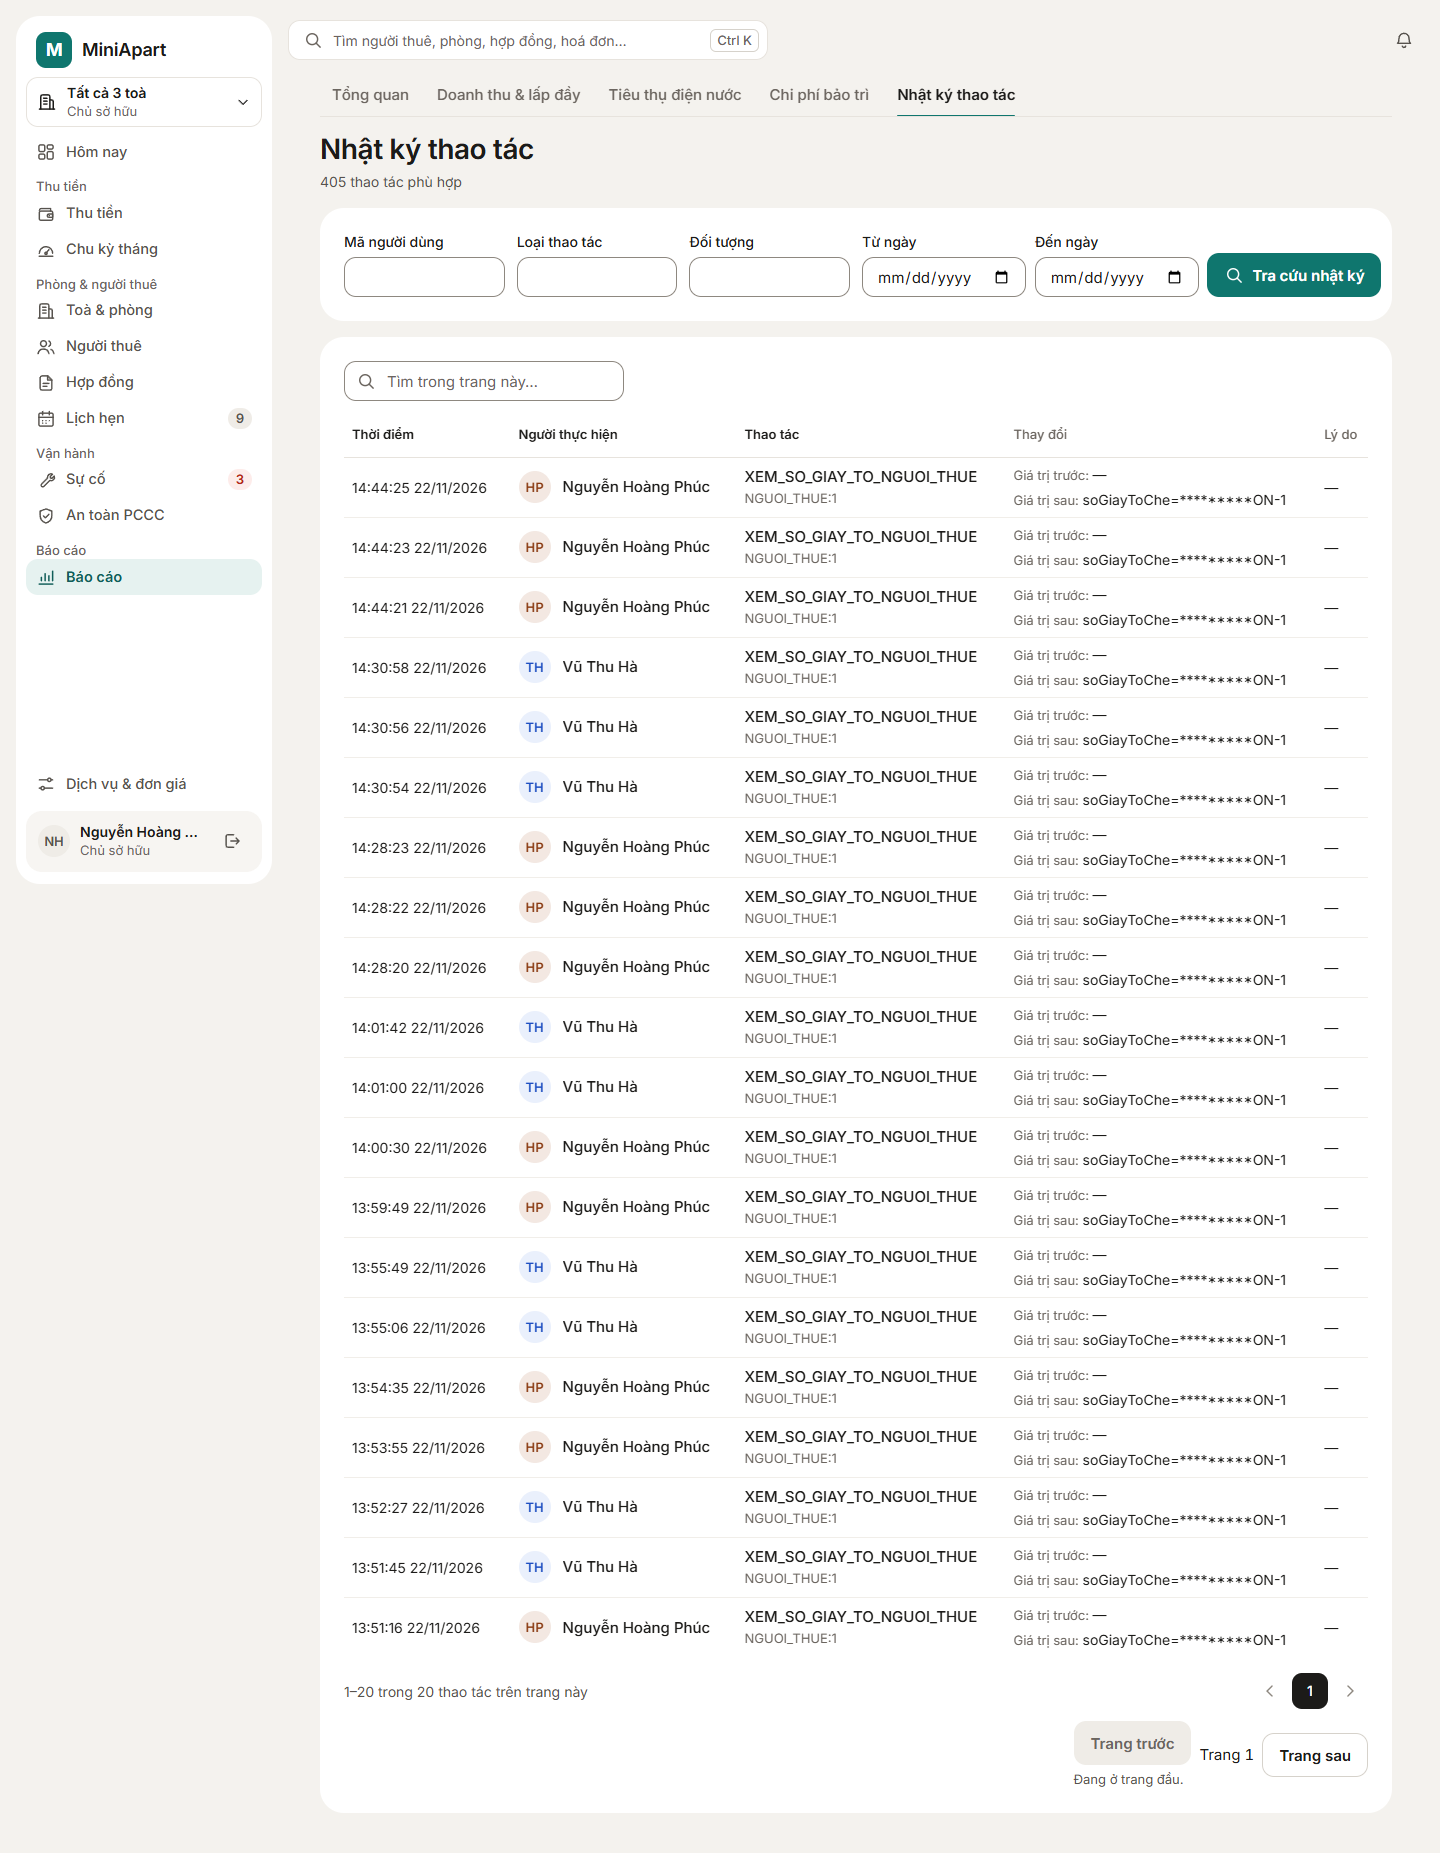 M MiniApart
Tất cả 3 toà
Chủ sở hữu
Hôm nay
Thu tiền
Thu tiền
Chu kỳ tháng
Phòng & người thuê
Toà & phòng
Người thuê
Hợp đồng
Lịch hẹn 9
Vận hành
Sự cố 3
An toàn PCCC
Báo cáo
Báo cáo
Dịch vụ & đơn giá
NH Nguyễn Hoàng ...
Chủ sở hữu
Tìm người thuê, phòng, hợp đồng, hoá đơn... Ctrl K
Tổng quan Doanh thu & lấp đầy Tiêu thụ điện nước Chi phí bảo trì Nhật ký thao tác
Nhật ký thao tác
405 thao tác phù hợp
Mã người dùng Loại thao tác Đối tượng Từ ngày Đến ngày
mm/dd/yyyy mm/dd/yyyy Tra cứu nhật ký
Tìm trong trang này...
Thời điểm Người thực hiện Thao tác Thay đổi Lý do
14:44:25 22/11/2026 HP Nguyễn Hoàng Phúc XEM_SO_GIAY_TO_NGUOI_THUE Giá trị trước: — —
NGUOI_THUE:1 Giá trị sau: soGiayToChe=*********ON-1
14:44:23 22/11/2026 HP Nguyễn Hoàng Phúc XEM_SO_GIAY_TO_NGUOI_THUE Giá trị trước: — —
NGUOI_THUE:1 Giá trị sau: soGiayToChe=*********ON-1
14:44:21 22/11/2026 HP Nguyễn Hoàng Phúc XEM_SO_GIAY_TO_NGUOI_THUE Giá trị trước: — —
NGUOI_THUE:1 Giá trị sau: soGiayToChe=*********ON-1
14:30:58 22/11/2026 TH Vũ Thu Hà XEM_SO_GIAY_TO_NGUOI_THUE Giá trị trước: — —
NGUOI_THUE:1 Giá trị sau: soGiayToChe=*********ON-1
14:30:56 22/11/2026 TH Vũ Thu Hà XEM_SO_GIAY_TO_NGUOI_THUE Giá trị trước: — —
NGUOI_THUE:1 Giá trị sau: soGiayToChe=*********ON-1
14:30:54 22/11/2026 TH Vũ Thu Hà XEM_SO_GIAY_TO_NGUOI_THUE Giá trị trước: — —
NGUOI_THUE:1 Giá trị sau: soGiayToChe=*********ON-1
14:28:23 22/11/2026 HP Nguyễn Hoàng Phúc XEM_SO_GIAY_TO_NGUOI_THUE Giá trị trước: — —
NGUOI_THUE:1 Giá trị sau: soGiayToChe=*********ON-1
14:28:22 22/11/2026 HP Nguyễn Hoàng Phúc XEM_SO_GIAY_TO_NGUOI_THUE Giá trị trước: — —
NGUOI_THUE:1 Giá trị sau: soGiayToChe=*********ON-1
14:28:20 22/11/2026 HP Nguyễn Hoàng Phúc XEM_SO_GIAY_TO_NGUOI_THUE Giá trị trước: — —
NGUOI_THUE:1 Giá trị sau: soGiayToChe=*********ON-1
14:01:42 22/11/2026 TH Vũ Thu Hà XEM_SO_GIAY_TO_NGUOI_THUE Giá trị trước: — —
NGUOI_THUE:1 Giá trị sau: soGiayToChe=*********ON-1
14:01:00 22/11/2026 TH Vũ Thu Hà XEM_SO_GIAY_TO_NGUOI_THUE Giá trị trước: — —
NGUOI_THUE:1 Giá trị sau: soGiayToChe=*********ON-1
14:00:30 22/11/2026 HP Nguyễn Hoàng Phúc XEM_SO_GIAY_TO_NGUOI_THUE Giá trị trước: — —
NGUOI_THUE:1 Giá trị sau: soGiayToChe=*********ON-1
13:59:49 22/11/2026 HP Nguyễn Hoàng Phúc XEM_SO_GIAY_TO_NGUOI_THUE Giá trị trước: — —
NGUOI_THUE:1 Giá trị sau: soGiayToChe=*********ON-1
13:55:49 22/11/2026 TH Vũ Thu Hà XEM_SO_GIAY_TO_NGUOI_THUE Giá trị trước: — —
NGUOI_THUE:1 Giá trị sau: soGiayToChe=*********ON-1
13:55:06 22/11/2026 TH Vũ Thu Hà XEM_SO_GIAY_TO_NGUOI_THUE Giá trị trước: — —
NGUOI_THUE:1 Giá trị sau: soGiayToChe=*********ON-1
13:54:35 22/11/2026 HP Nguyễn Hoàng Phúc XEM_SO_GIAY_TO_NGUOI_THUE Giá trị trước: — —
NGUOI_THUE:1 Giá trị sau: soGiayToChe=*********ON-1
13:53:55 22/11/2026 HP Nguyễn Hoàng Phúc XEM_SO_GIAY_TO_NGUOI_THUE Giá trị trước: — —
NGUOI_THUE:1 Giá trị sau: soGiayToChe=*********ON-1
13:52:27 22/11/2026 TH Vũ Thu Hà XEM_SO_GIAY_TO_NGUOI_THUE Giá trị trước: — —
NGUOI_THUE:1 Giá trị sau: soGiayToChe=*********ON-1
13:51:45 22/11/2026 TH Vũ Thu Hà XEM_SO_GIAY_TO_NGUOI_THUE Giá trị trước: — —
NGUOI_THUE:1 Giá trị sau: soGiayToChe=*********ON-1
13:51:16 22/11/2026 HP Nguyễn Hoàng Phúc XEM_SO_GIAY_TO_NGUOI_THUE Giá trị trước: — —
NGUOI_THUE:1 Giá trị sau: soGiayToChe=*********ON-1
1–20 trong 20 thao tác trên trang này 1
Trang trước Trang 1 Trang sau
Đang ở trang đầu.